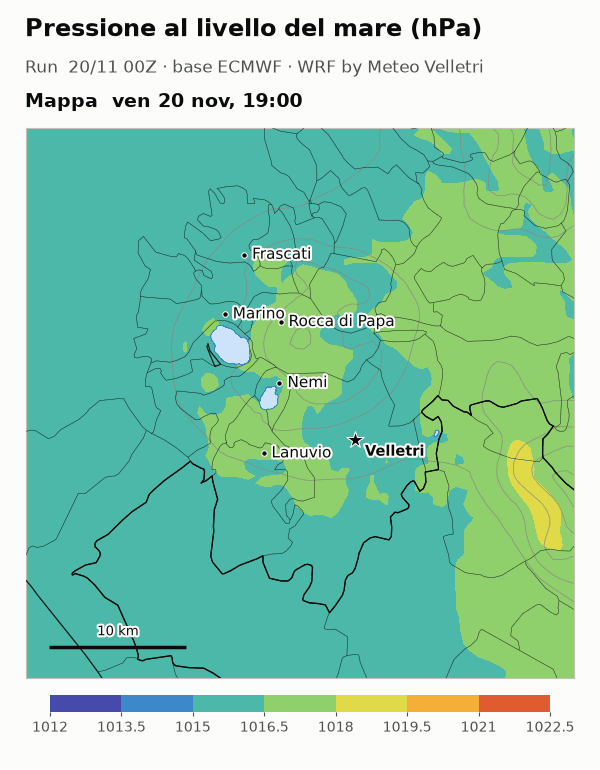 Pressione al livello del mare (hPa)
Run  20/11 00Z · base ECMWF · WRF by Meteo Velletri
Mappa  ven 20 nov, 19:00
Frascati
Marino
Rocca di Papa
Nemi
Velletri
Lanuvio
10 km
1012 1013.5 1015 1016.5 1018 1019.5 1021 1022.5